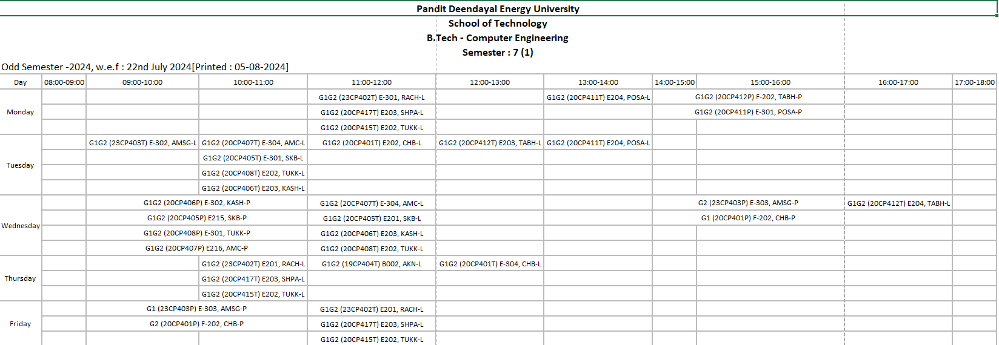 Pandit Deendayal Energy University
School of Technology
B.Tech - Computer Engineering
Semester : 7 (1)
Odd Semester -2024, w.e.f : 22nd July 2024[Printed : 05-08-2024]
Day 08:00-09:00 09:00-10:00 10:00-11:00 11:00-12:00 12:00-13:00 13:00-14:00 14:00-15:00 15:00-16:00 16:00-17:00 17:00-18:00
G1G2 (23CP402T) E-301, RACH-L G1G2 (20CP411T) E204, POSA-L G1G2 (20CP412P) F-202, TABH-P
Monday G1G2 (20CP417T) E203, SHPA-L G1G2 (20CP411P) E-301, POSA-P
G1G2 (20CP415T) E202, TUKK-L
G1G2 (23CP403T) E-302, AMSG-L G1G2 (20CP407T) E-304, AMC-L G1G2 (20CP401T) E202, CHB-L G1G2 (20CP412T) E203, TABH-L G1G2 (20CP411T) E204, POSA-L
G1G2 (20CP405T) E-301, SKB-L
Tuesday
G1G2 (20CP408T) E202, TUKK-L
G1G2 (20CP406T) E203, KASH-L
G1G2 (20CP406P) E-302, KASH-P G1G2 (20CP407T) E-304, AMC-L G2 (23CP403P) E-303, AMSG-P G1G2 (20CP412T) E204, TABH-L
G1G2 (20CP405P) E215, SKB-P G1G2 (20CP405T) E201, SKB-L G1 (20CP401P) F-202, CHB-P
Wednesday
G1G2 (20CP408P) E-301, TUKK-P G1G2 (20CP406T) E203, KASH-L
G1G2 (20CP407P) E216, AMC-P G1G2 (20CP408T) E202, TUKK-L
G1G2 (23CP402T) E201, RACH-L G1G2 (19CP404T) B002, AKN-L G1G2 (20CP401T) E-304, CHB-L
Thursday G1G2 (20CP417T) E203, SHPA-L
G1G2 (20CP415T) E202, TUKK-L
G1 (23CP403P) E-303, AMSG-P G1G2 (23CP402T) E201, RACH-L
Friday G2 (20CP401P) F-202, CHB-P G1G2 (20CP417T) E203, SHPA-L
G1G2 (20CP415T) E202, TUKK-L